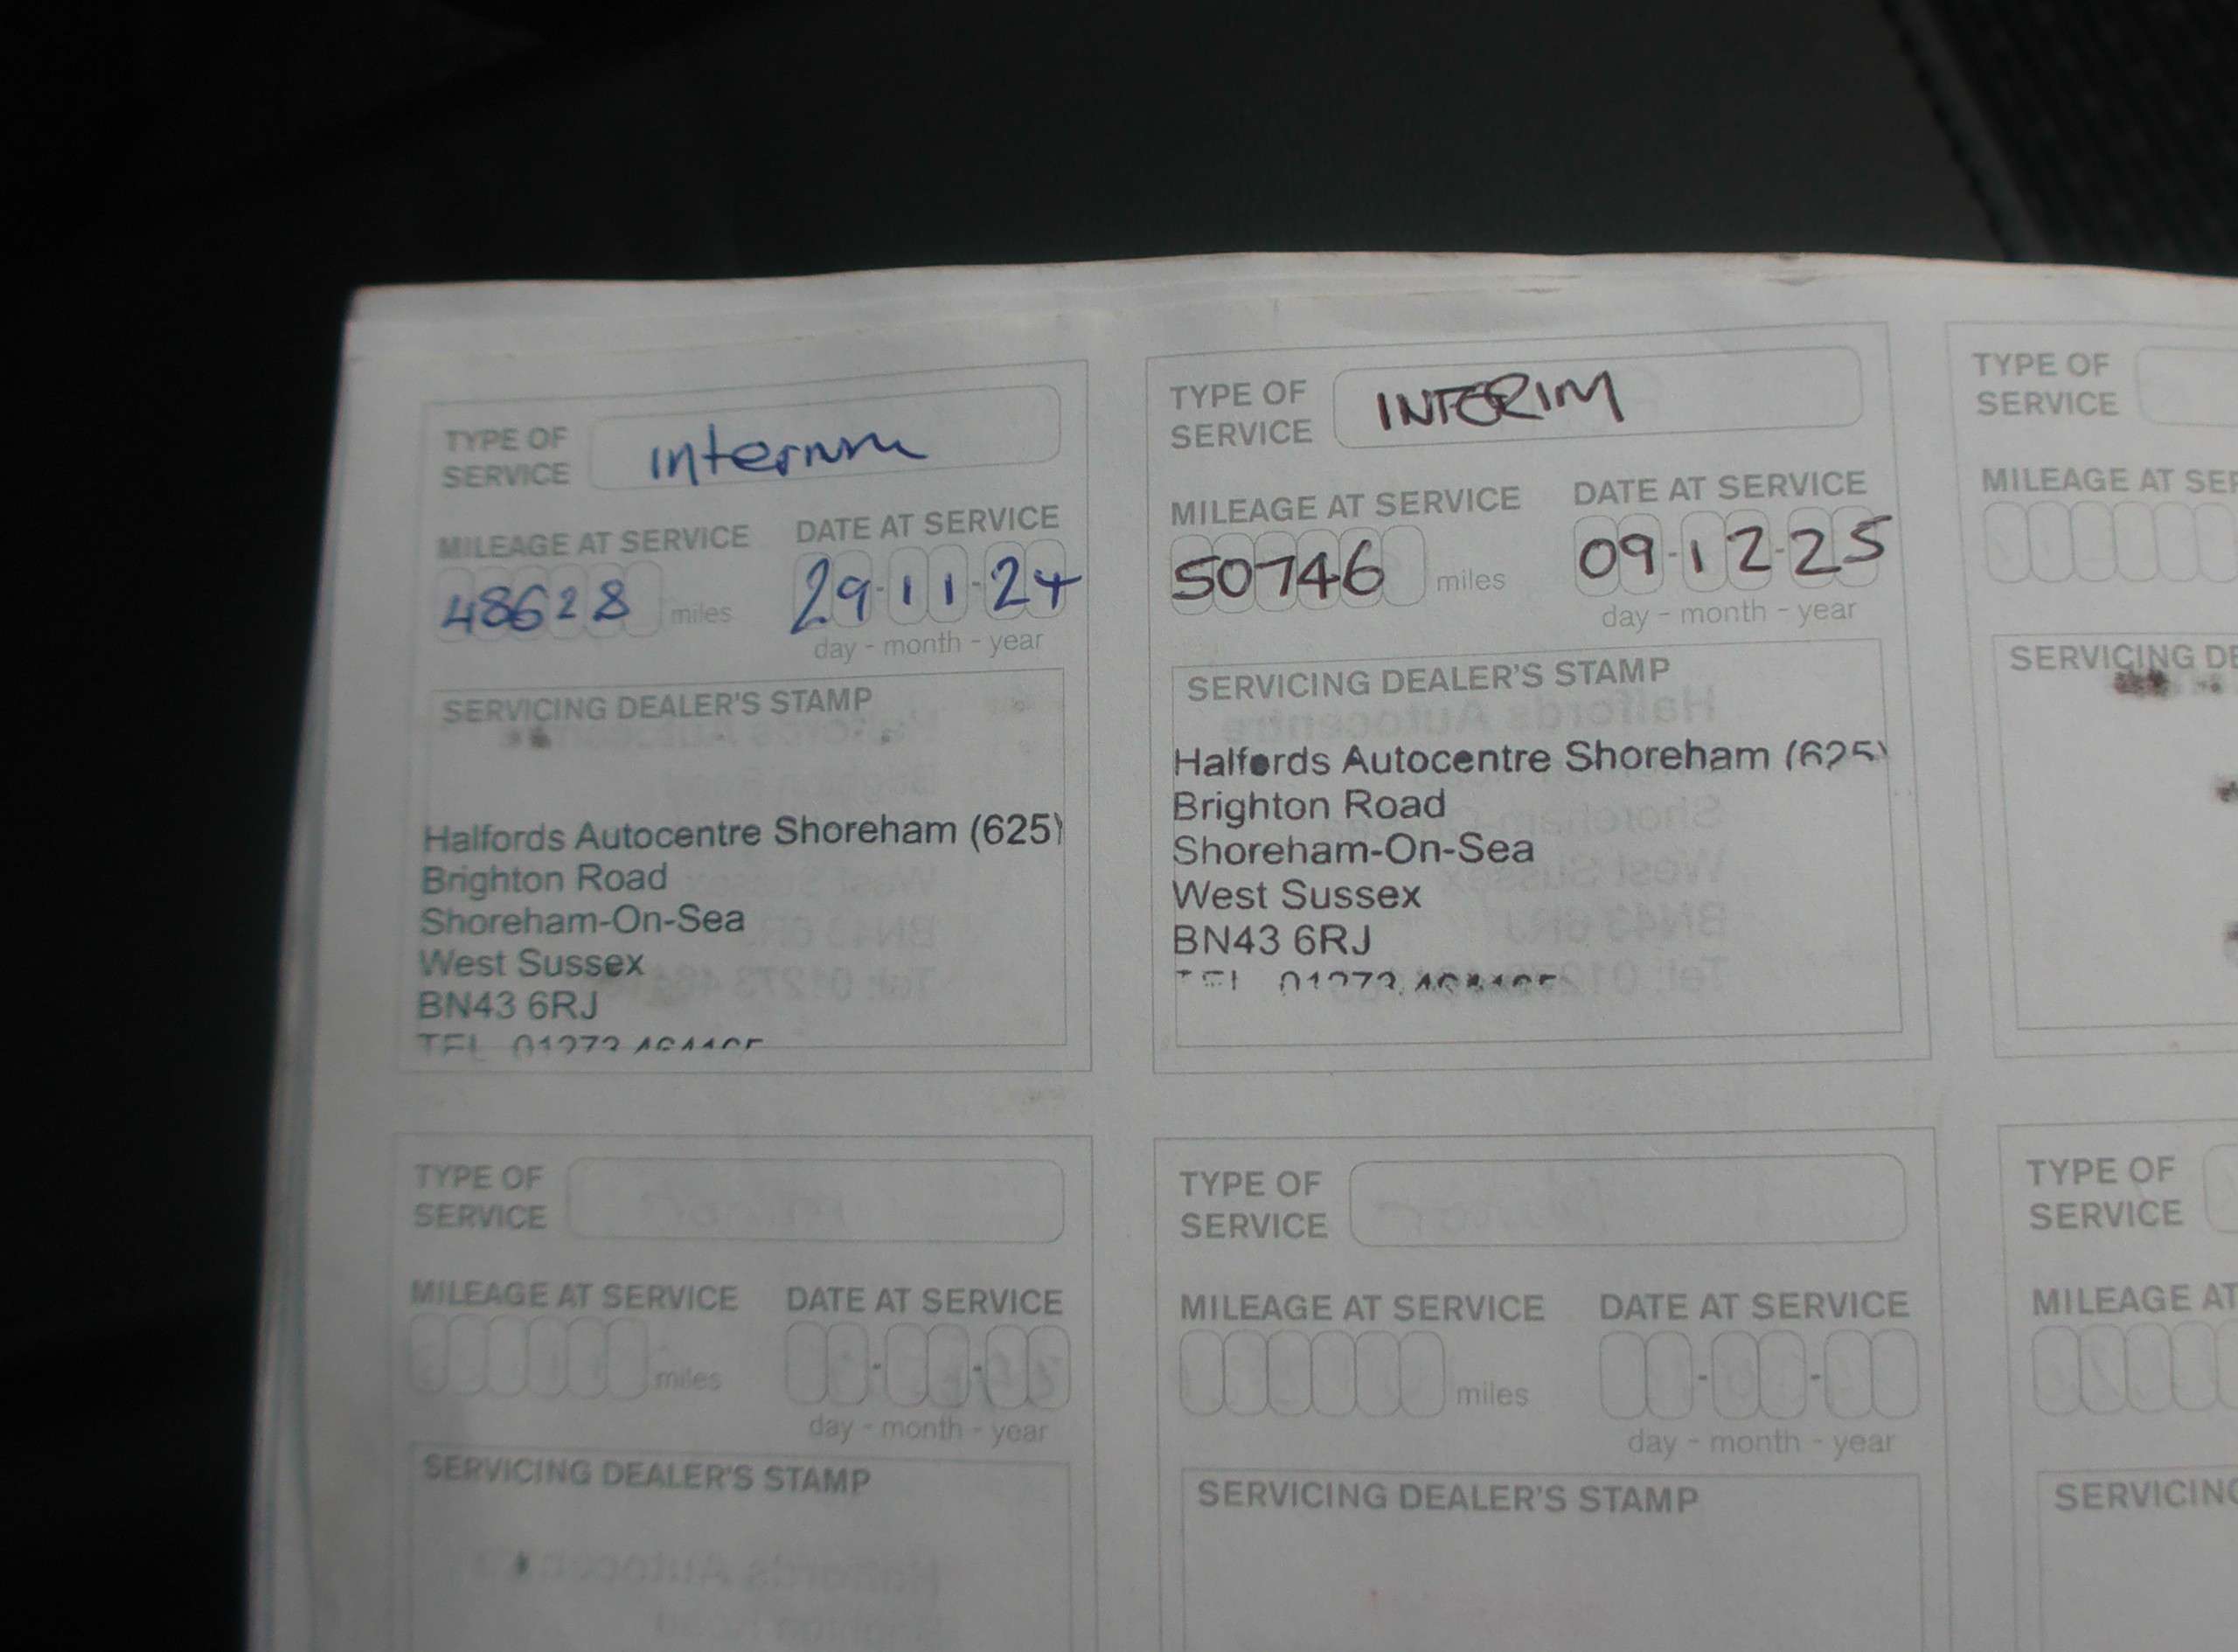 TYPE OF
SERVICE
Interim
MILEAGE AT SERVICE
DATE AT SERVICE
48628 miles
29-11-24
day - month - year
SERVICING DEALER'S STAMP
Halfords Autocentre Shoreham (625)
Brighton Road
Shoreham-On-Sea
West Sussex
BN43 6RJ
TEL 01273
TYPE OF
SERVICE
INTERIM
MILEAGE AT SERVICE
DATE AT SERVICE
50746 miles
09-12-25
day - month - year
SERVICING DEALER'S STAMP
Halfords Autocentre Shoreham (625)
Brighton Road
Shoreham-On-Sea
West Sussex
BN43 6RJ
TEL 01273
TYPE OF
SERVICE
MILEAGE AT SER
SERVICING DE
TYPE OF
SERVICE
MILEAGE AT SERVICE
DATE AT SERVICE
miles
day - month - year
SERVICING DEALER'S STAMP
TYPE OF
SERVICE
MILEAGE AT SERVICE
DATE AT SERVICE
miles
day - month - year
SERVICING DEALER'S STAMP
TYPE OF
SERVICE
MILEAGE AT
SERVICING